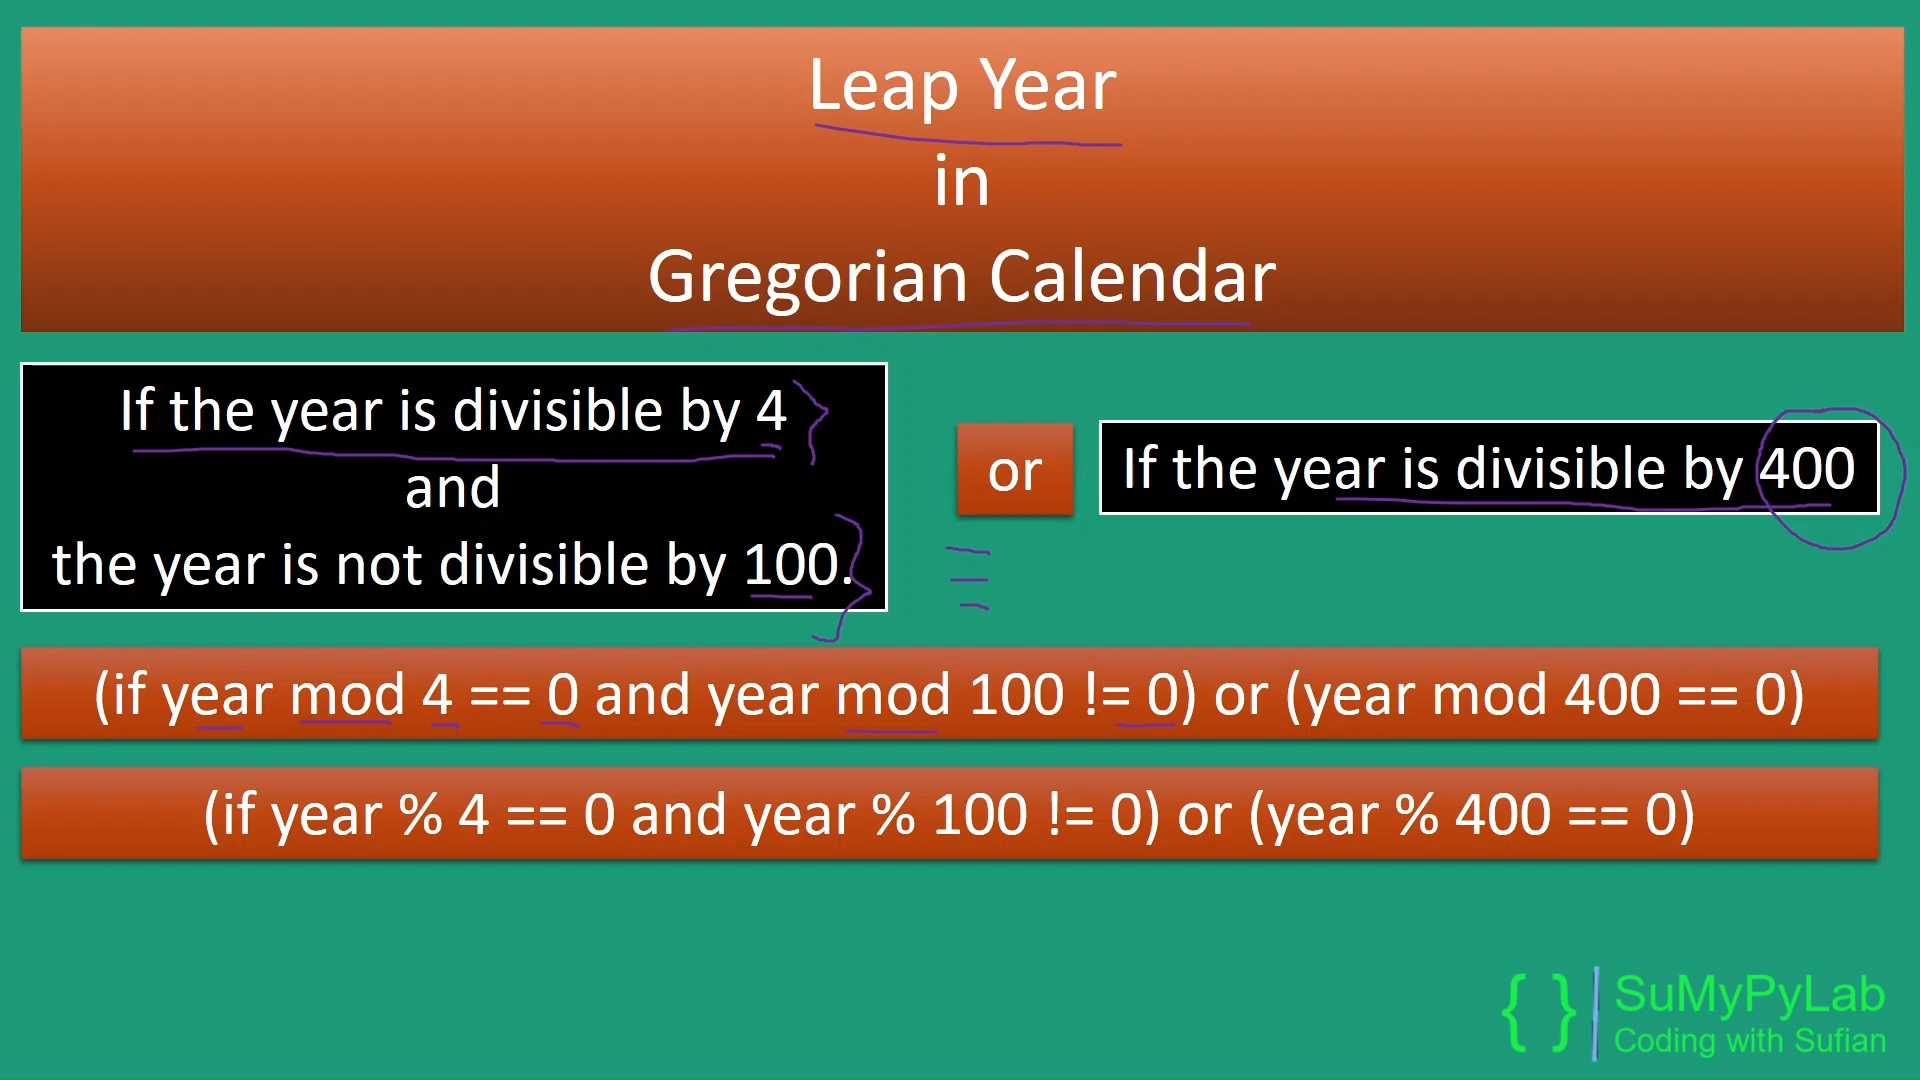 Leap Year
in
Gregorian Calendar
If the year is divisible by 4
and
the year is not divisible by 100.
or
If the year is divisible by 400
(if year mod 4 == 0 and year mod 100 != 0) or (year mod 400 == 0)
(if year % 4 == 0 and year % 100 != 0) or (year % 400 == 0)
{ } SuMyPyLab
Coding with Sufian